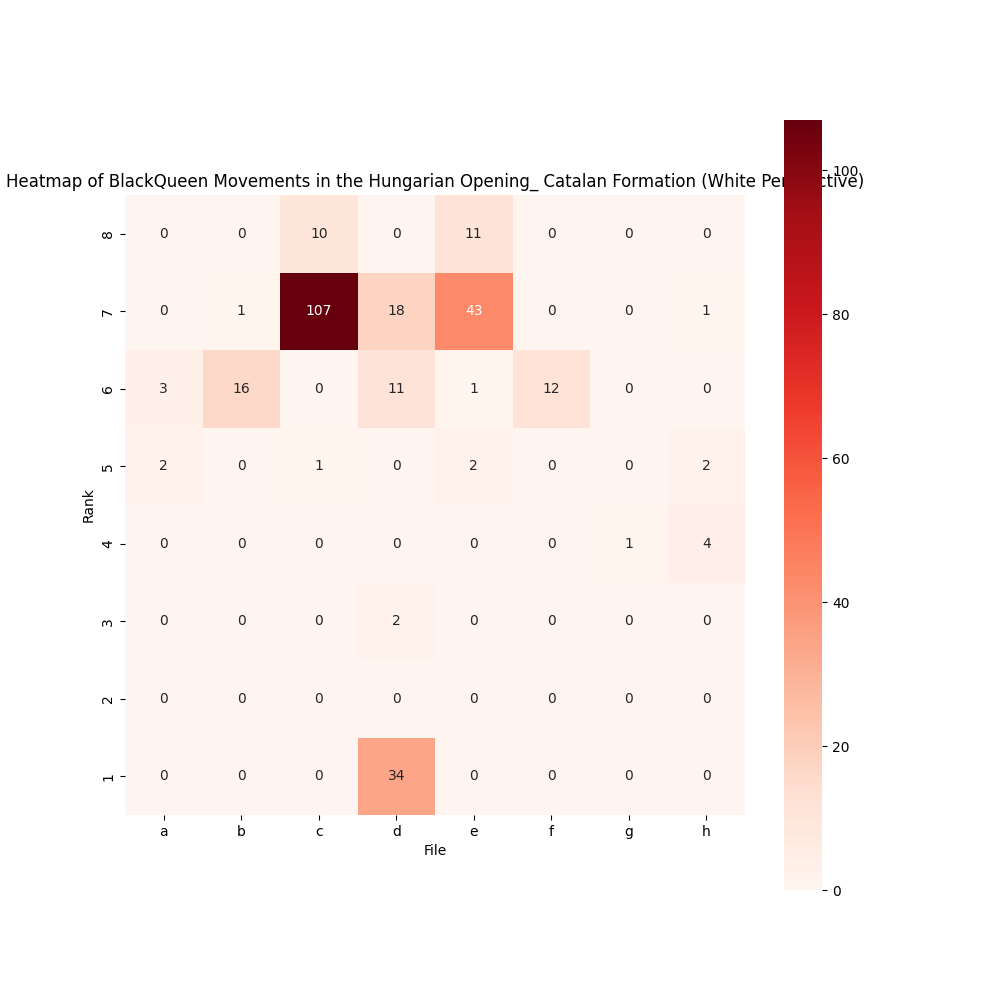 Heatmap of BlackQueen Movements in the Hungarian Opening_ Catalan Formation (White Perspective)
8 0 0 10 0 11 0 0 0
7 0 1 107 18 43 0 0 1
6 3 16 0 11 1 12 0 0
5 2 0 1 0 2 0 0 2
Rank
4 0 0 0 0 0 0 1 4
3 0 0 0 2 0 0 0 0
2 0 0 0 0 0 0 0 0
1 0 0 0 34 0 0 0 0
a b c d e f g h
File
100
80
60
40
20
0